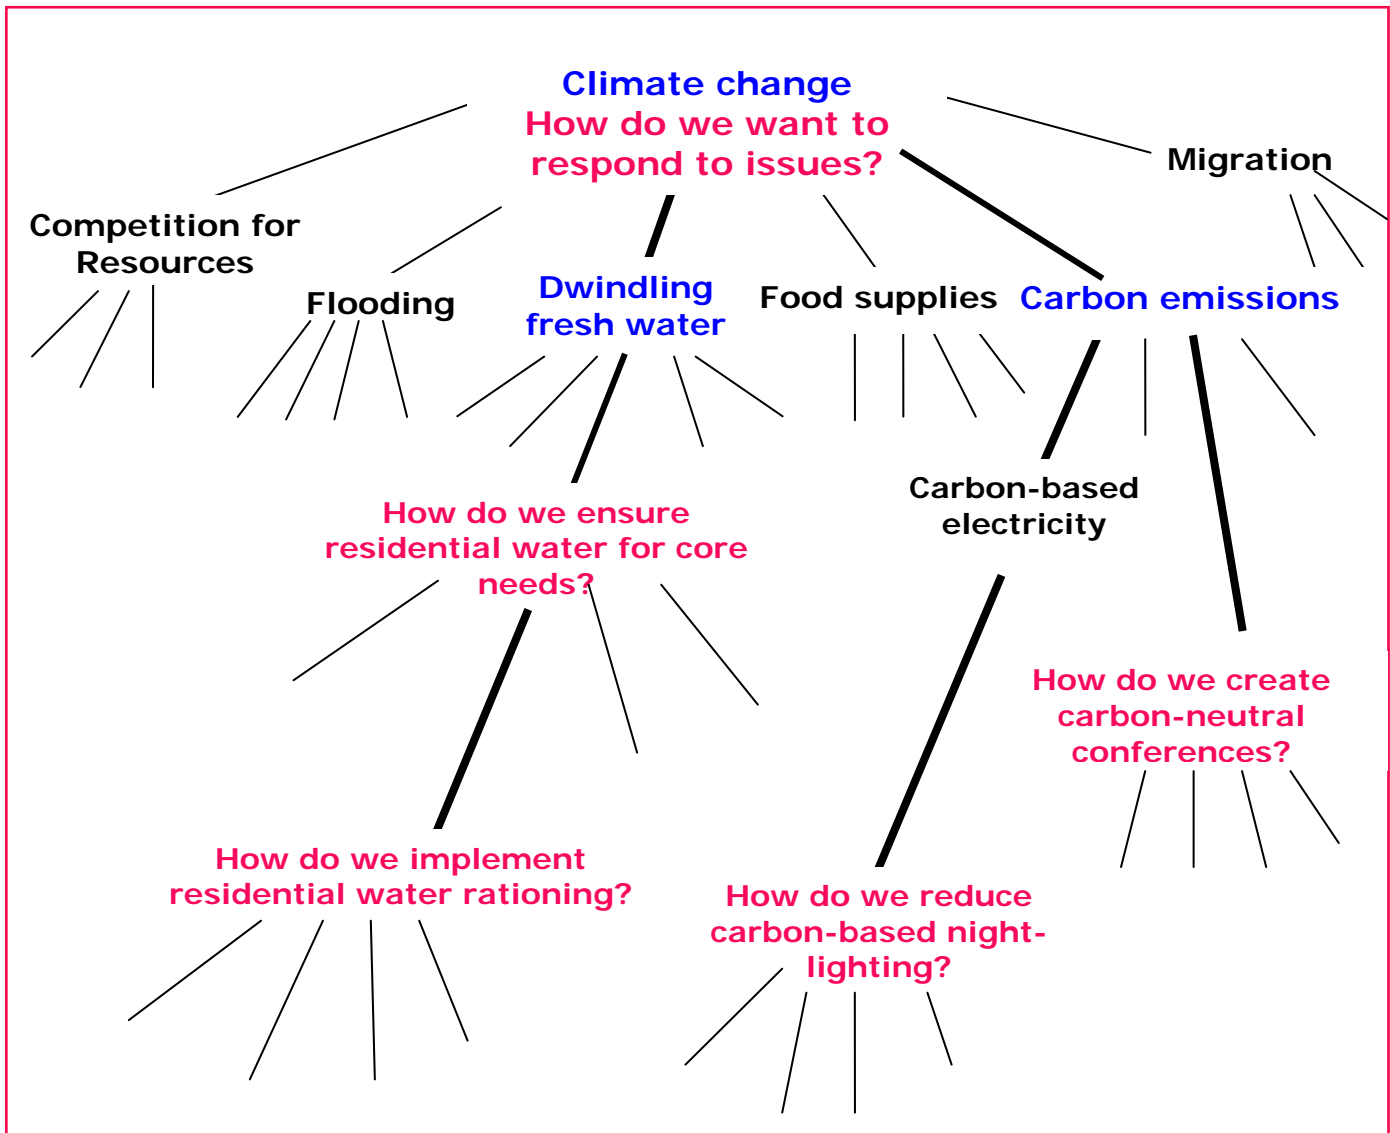 Climate change
How do we want to
respond to issues?
Migration
Competition for
Resources
Flooding
Dwindling
fresh water
Food supplies
Carbon emissions
How do we ensure
residential water for core
needs?
Carbon-based
electricity
How do we create
carbon-neutral
conferences?
How do we implement
residential water rationing?
How do we reduce
carbon-based night-
lighting?